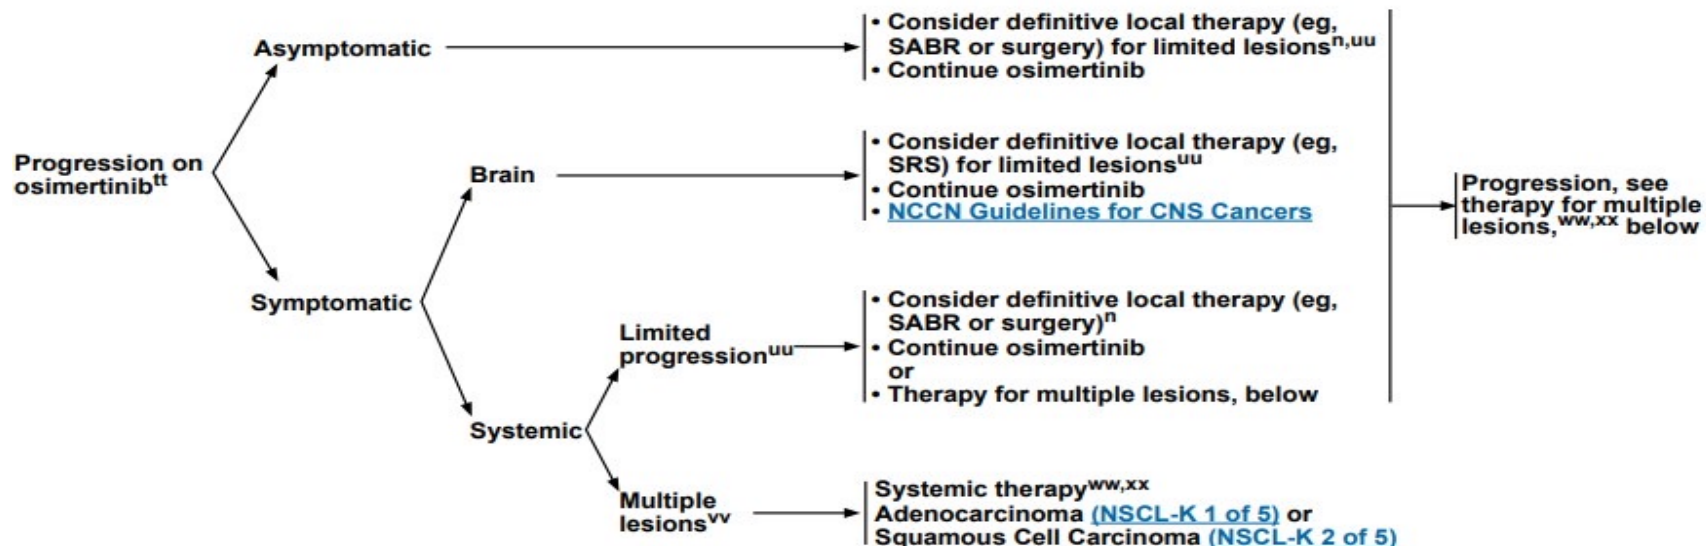 Asymptomatic
• Consider definitive local therapy (eg,
SABR or surgery) for limited lesionsn,uu
• Continue osimertinib
Progression on
osimertinibtt
Brain
• Consider definitive local therapy (eg,
SRS) for limited lesionsuu
• Continue osimertinib
• NCCN Guidelines for CNS Cancers
Progression, see
therapy for multiple
lesions,ww,xx below
Symptomatic
Limited
progressionuu
• Consider definitive local therapy (eg,
SABR or surgery)n
• Continue osimertinib
or
• Therapy for multiple lesions, below
Systemic
Multiple
lesionsvv
Systemic therapyww,xx
Adenocarcinoma (NSCL-K 1 of 5) or
Squamous Cell Carcinoma (NSCL-K 2 of 5)